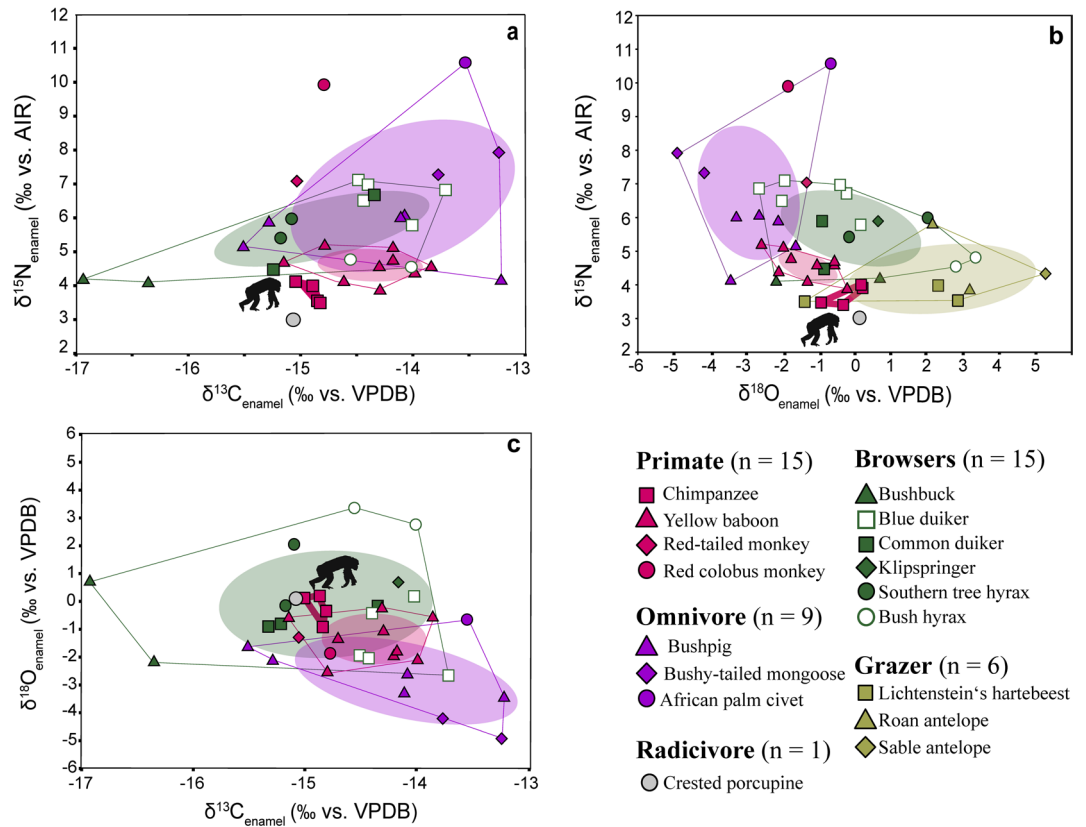 a
12
11
10
9
8
7
6
5
4
3
2
δ¹⁵N_enamel (‰ vs. AIR)
-17 -16 -15 -14 -13
δ¹³C_enamel (‰ vs. VPDB)
b
12
11
10
9
8
7
6
5
4
3
2
δ¹⁵N_enamel (‰ vs. AIR)
-6 -5 -4 -3 -2 -1 0 1 2 3 4 5 6
δ¹⁸O_enamel (‰ vs. VPDB)
c
6
5
4
3
2
1
0
-1
-2
-3
-4
-5
-6
δ¹⁸O_enamel (‰ vs. VPDB)
-17 -16 -15 -14 -13
δ¹³C_enamel (‰ vs. VPDB)
Primate (n = 15)
Chimpanzee
Yellow baboon
Red-tailed monkey
Red colobus monkey
Omnivore (n = 9)
Bushpig
Bushy-tailed mongoose
African palm civet
Radicivore (n = 1)
Crested porcupine
Browsers (n = 15)
Bushbuck
Blue duiker
Common duiker
Klipspringer
Southern tree hyrax
Bush hyrax
Grazer (n = 6)
Lichtenstein‘s hartebeest
Roan antelope
Sable antelope